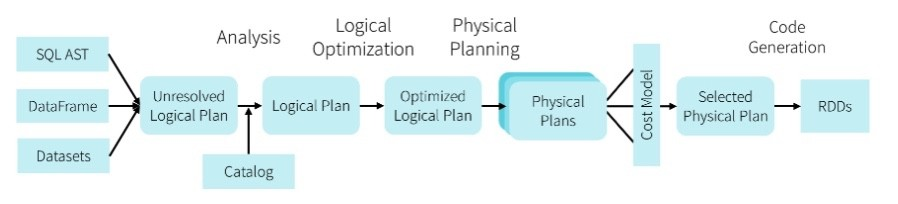 Analysis
Logical
Optimization
Physical
Planning
Code
Generation
SQL AST
DataFrame
Datasets
Unresolved
Logical Plan
Catalog
Logical Plan
Optimized
Logical Plan
Physical
Plans
Cost Model
Selected
Physical Plan
RDDs